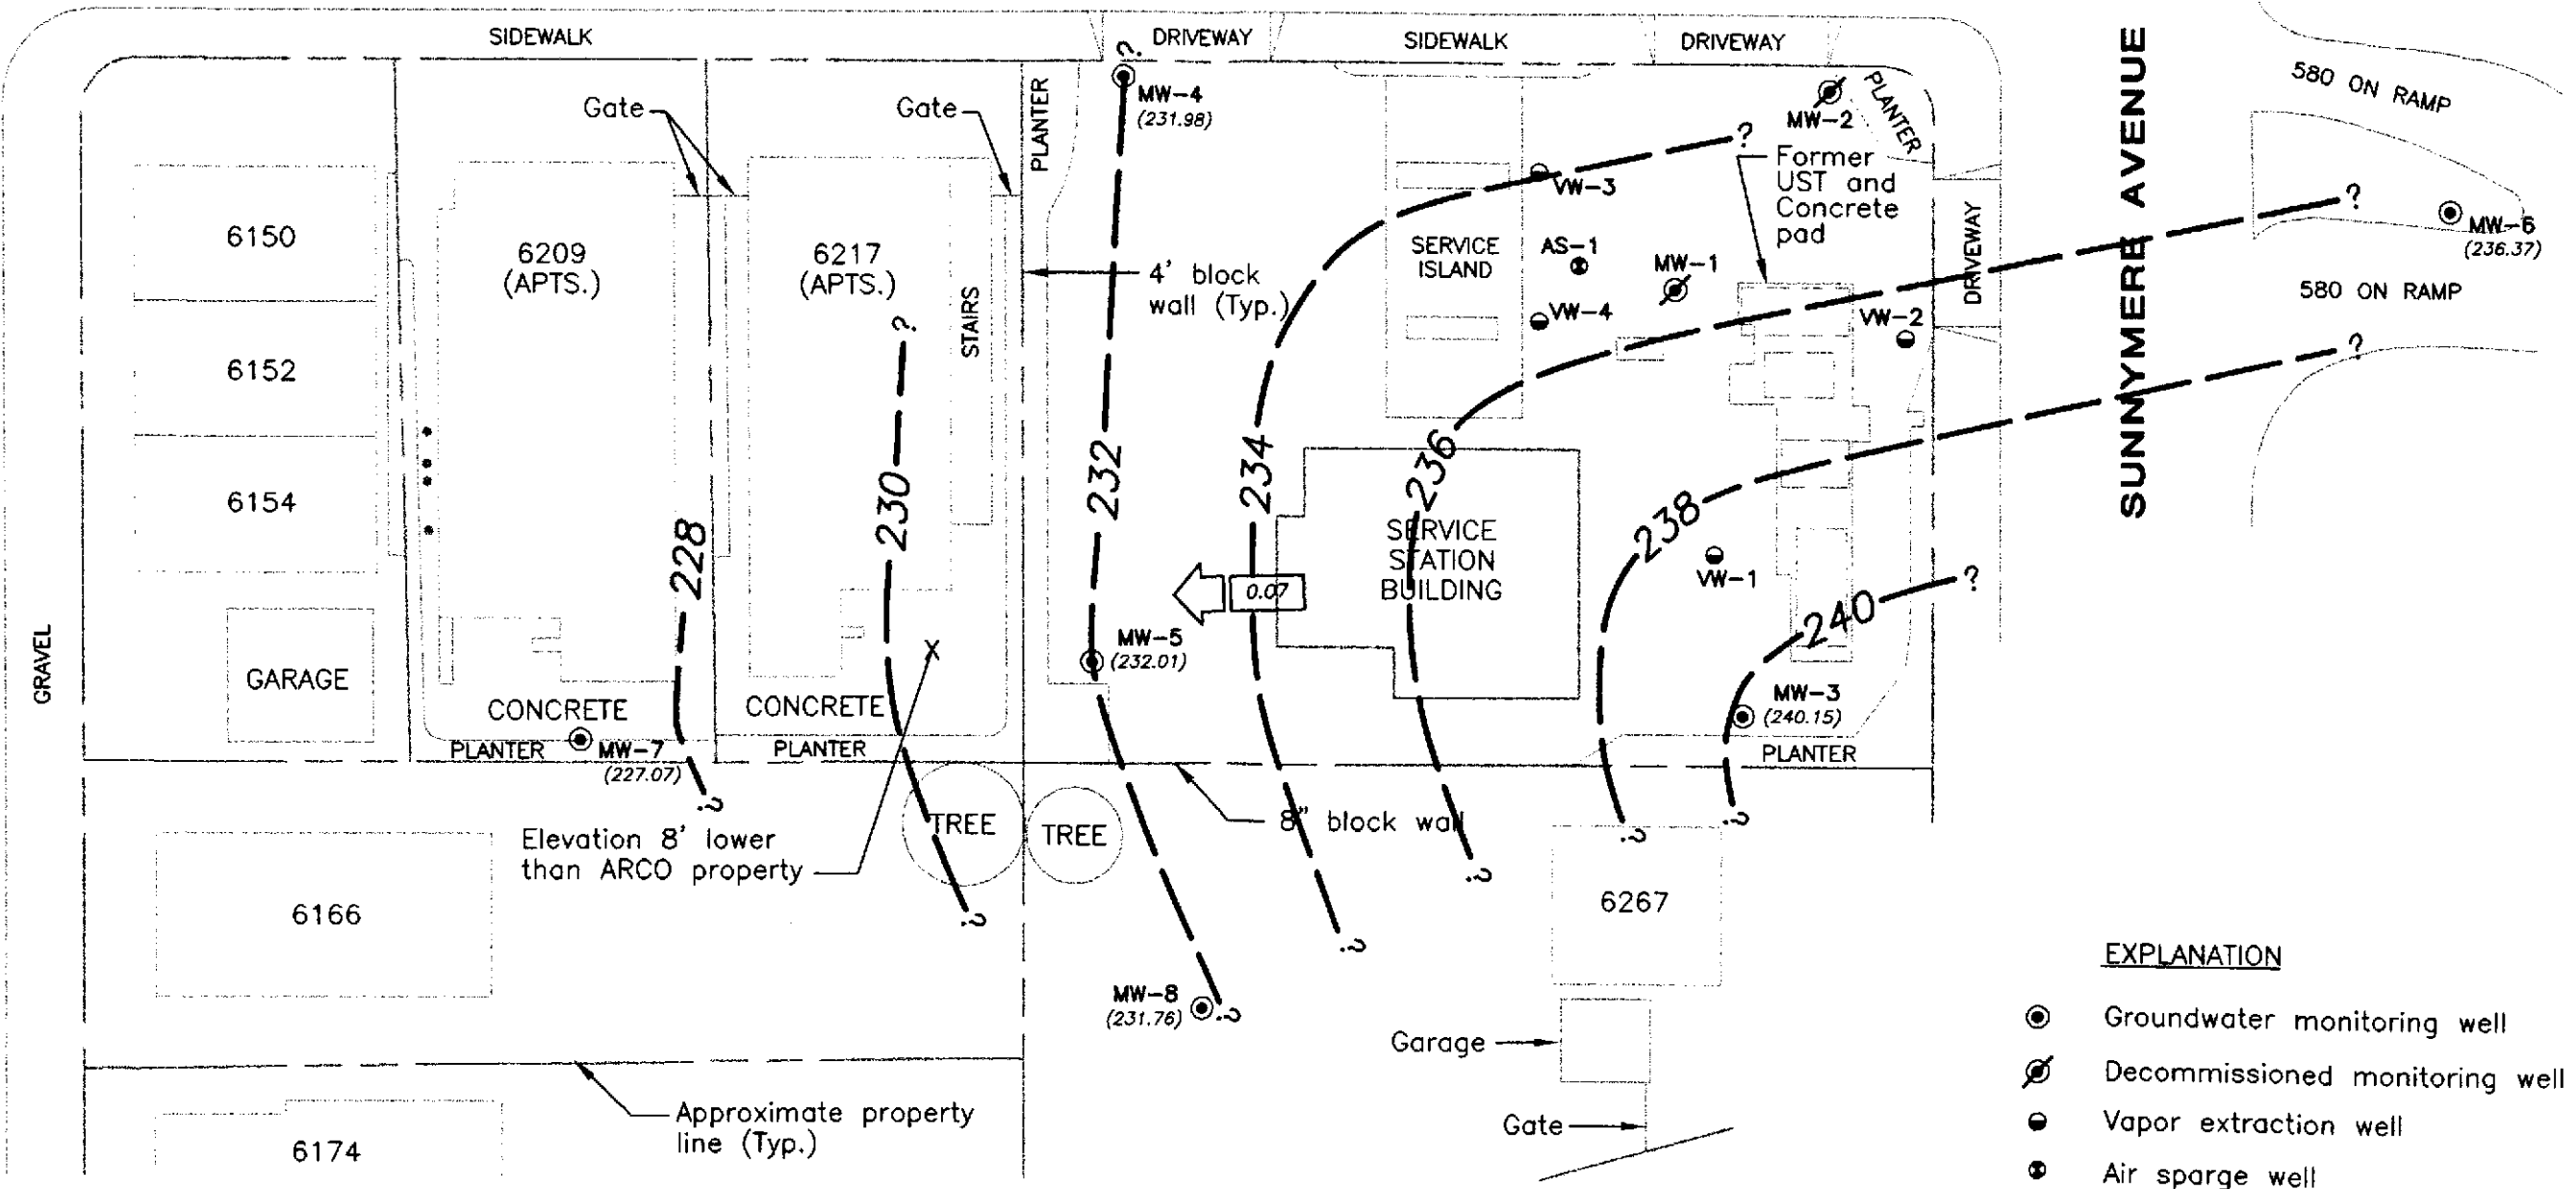 SIDEWALK
DRIVEWAY
SIDEWALK
DRIVEWAY
580 ON RAMP
Gate
Gate
PLANTER
?
MW-4
(231.98)
MW-2
PLANTER
?
Former
UST and
Concrete
pad
VW-3
SUNNYMERE AVENUE
?
MW-6
(236.37)
6150
6209
(APTS.)
6217
(APTS.)
4' block
wall (Typ.)
SERVICE
ISLAND
AS-1
MW-1
DRIVEWAY
580 ON RAMP
?
STAIRS
VW-4
VW-2
?
6152
6154
228
230
232
234
236
238
240
?
SERVICE
STATION
BUILDING
VW-1
0.07
GRAVEL
GARAGE
X
MW-5
(232.01)
MW-3
(240.15)
CONCRETE
CONCRETE
PLANTER
MW-7
(227.07)
PLANTER
PLANTER
?
?
?
?
?
?
?
Elevation 8' lower
than ARCO property
TREE
TREE
8" block wall
6166
6267
MW-8
(231.76)
Garage
Gate
Approximate property
line (Typ.)
6174
EXPLANATION
Groundwater monitoring well
Decommissioned monitoring well
Vapor extraction well
Air sparge well